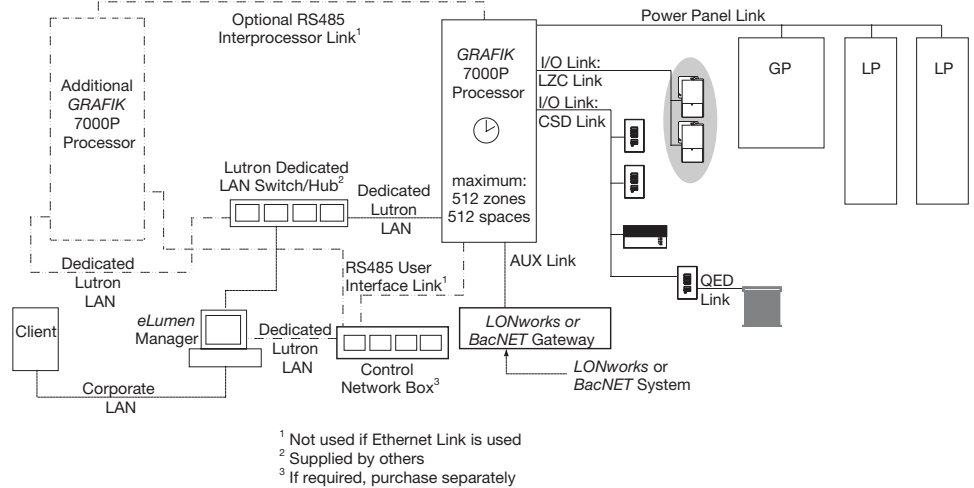 Optional RS485
Interprocessor Link1
Power Panel Link
Additional
GRAFIK
7000P
Processor
GRAFIK
7000P
Processor
I/O Link:
LZC Link
I/O Link:
CSD Link
GP
LP
LP
maximum:
512 zones
512 spaces
Lutron Dedicated
LAN Switch/Hub2
Dedicated
Lutron
LAN
Dedicated
Lutron
LAN
RS485 User
Interface Link1
AUX Link
QED
Link
Client
eLumen
Manager
Dedicated
Lutron
LAN
Control
Network Box3
LONworks or
BacNET Gateway
LONworks or
BacNET System
Corporate
LAN
1 Not used if Ethernet Link is used
2 Supplied by others
3 If required, purchase separately